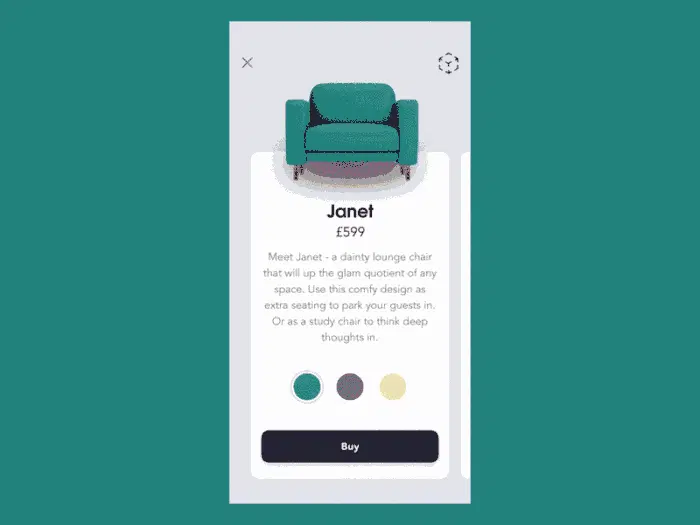 Janet
£599
Meet Janet - a dainty lounge chair
that will up the glam quotient of any
space. Use this comfy design as
extra seating to park your guests in.
Or as a study chair to think deep
thoughts in.
Buy